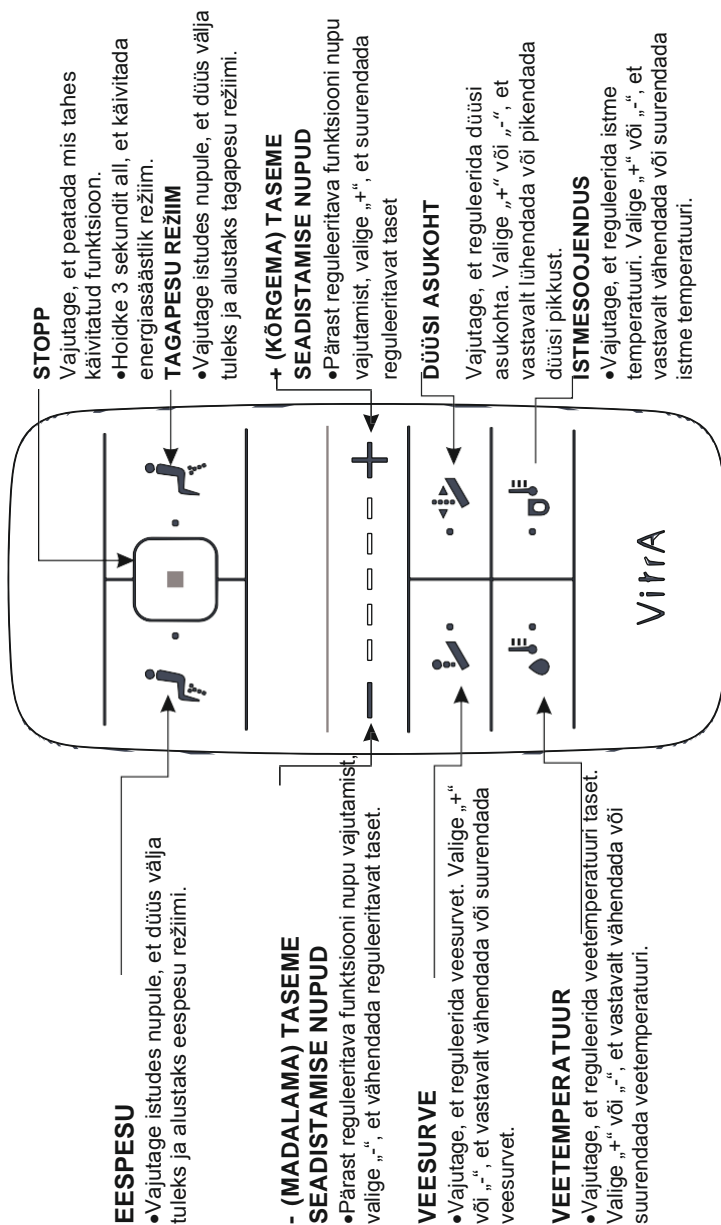 EESPESU
•Vajutage istudes nupule, et düüs välja
tuleks ja alustaks eespesu režiimi.
- (MADALAMA) TASEME
SEADISTAMISE NUPUD
•Pärast reguleeritava funktsiooni nupu vajutamist,
valige „-“, et vähendada reguleeritavat taset.
VEESURVE
•Vajutage, et reguleerida veesurvet. Valige „+“
või „-“, et vastavalt vähendada või suurendada
veesurvet.
VEETEMPERATUUR
•Vajutage, et reguleerida veetemperatuuri taset.
Valige „+“ või „-“, et vastavalt vähendada või
suurendada veetemperatuuri.
VitrA
STOPP
Vajutage, et peatada mis tahes
käivitatud funktsioon.
•Hoidke 3 sekundit all, et käivitada
energiasäästlik režiim.
TAGAPESU REŽIIM
•Vajutage istudes nupule, et düüs välja
tuleks ja alustaks tagapesu režiimi.
+ (KÕRGEMA) TASEME
SEADISTAMISE NUPUD
•Pärast reguleeritava funktsiooni nupu
vajutamist, valige „+“, et suurendada
reguleeritavat taset
DÜÜSI ASUKOHT
Vajutage, et reguleerida düüsi
asukohta. Valige „+“ või „-“, et
vastavalt lühendada või pikendada
düüsi pikkust.
ISTMESOOJENDUS
•Vajutage, et reguleerida istme
temperatuuri. Valige „+“ või „-“, et
vastavalt vähendada või suurendada
istme temperatuuri.